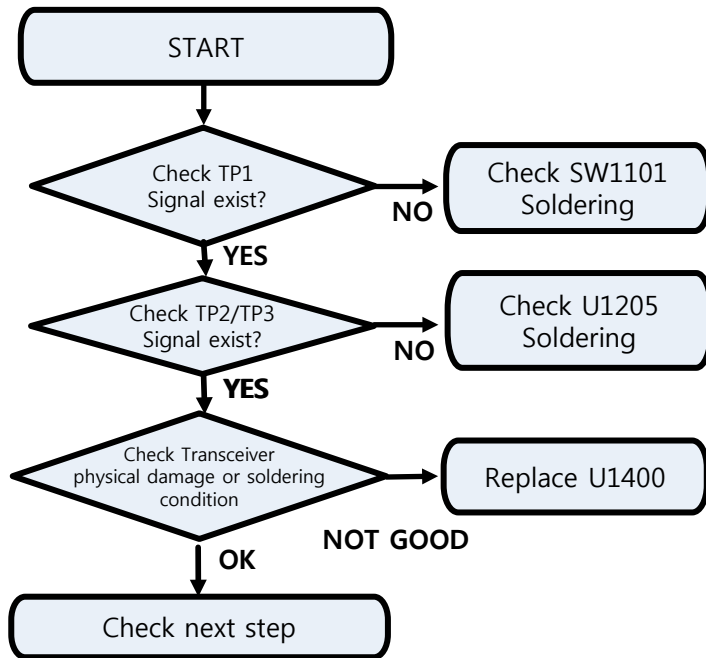 START
Check TP1
Signal exist?
NO
Check SW1101
Soldering
YES
Check TP2/TP3
Signal exist?
NO
Check U1205
Soldering
YES
Check Transceiver
physical damage or soldering
condition
NOT GOOD
Replace U1400
OK
Check next step